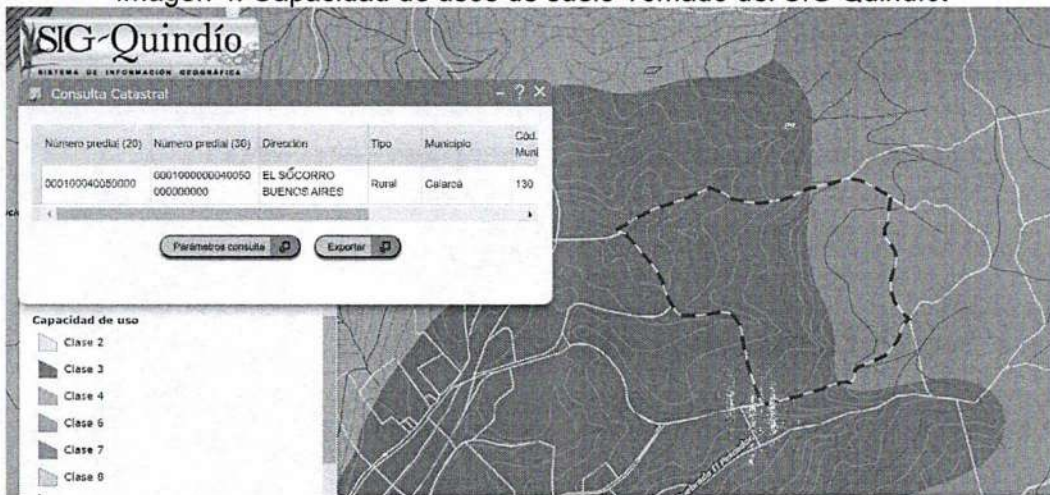 Imagen 4. Capacidad de usos de suelo Tomado del SIG Quindío.
SIG-Quindío
SISTEMA DE INFORMACIÓN GEOGRÁFICA
Consulta Catastral
- ? ×
Número predial (20) Número predial (30) Dirección Tipo Municipio Cód. Muni
000100040050000 0001000000040050000000000 EL SOCORRO BUENOS AIRES Rural Calarcá 130
Parámetros consulta
Exportar
Capacidad de uso
Clase 2
Clase 3
Clase 4
Clase 6
Clase 7
Clase 8